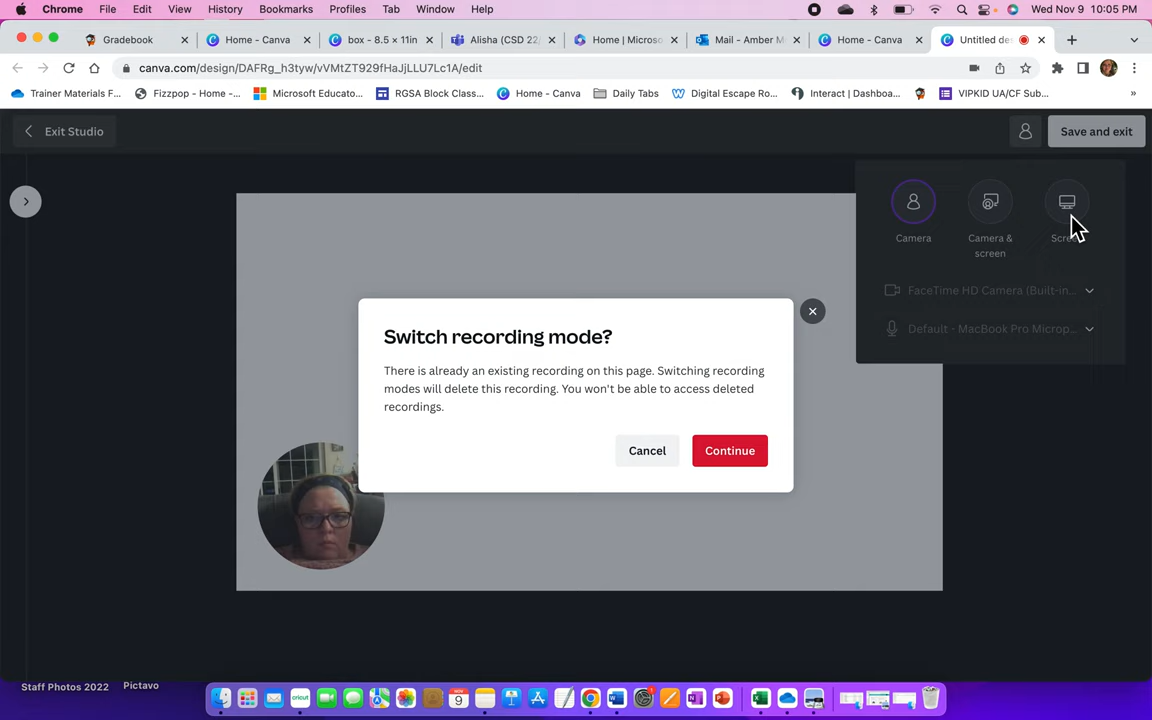 Chrome File Edit View History Bookmarks Profiles Tab Window Help Wed Nov 9 10:05 PM
Gradebook Home - Canva box - 8.5 × 11in Alisha (CSD 22/ Home | Microso Mail - Amber M Home - Canva Untitled de
canva.com/design/DAFRg_h3tyw/vVMtZT929fHaJjLLU7Lc1A/edit
Trainer Materials F... Fizzpop - Home -... Microsoft Educato... RGSA Block Class... Home - Canva Daily Tabs Digital Escape Ro... Interact | Dashboa... VIPKID UA/CF Sub... »
Exit Studio Save and exit
Camera Camera & screen Scre
FaceTime HD Camera (Built-in...
Default - MacBook Pro Microp...
Switch recording mode?
There is already an existing recording on this page. Switching recording
modes will delete this recording. You won't be able to access deleted
recordings.
Cancel Continue
Staff Photos 2022 Pictavo